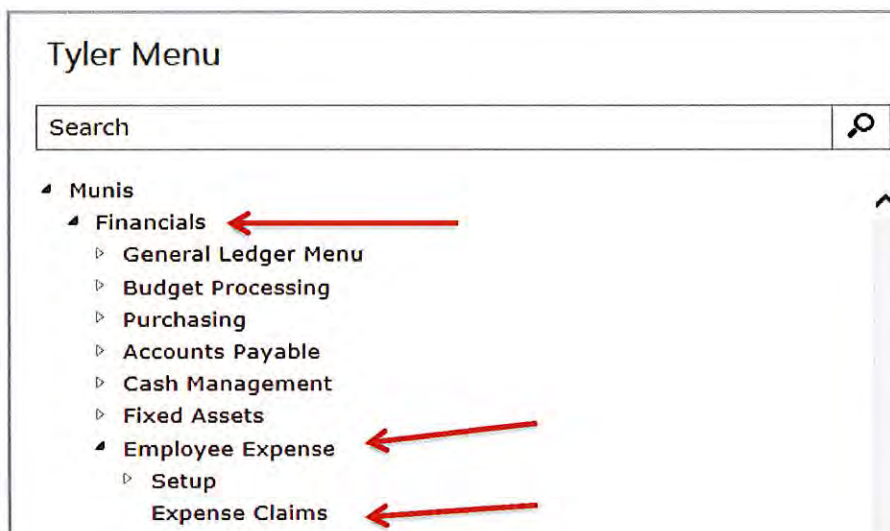 Tyler Menu
Search
Munis
Financials
General Ledger Menu
Budget Processing
Purchasing
Accounts Payable
Cash Management
Fixed Assets
Employee Expense
Setup
Expense Claims